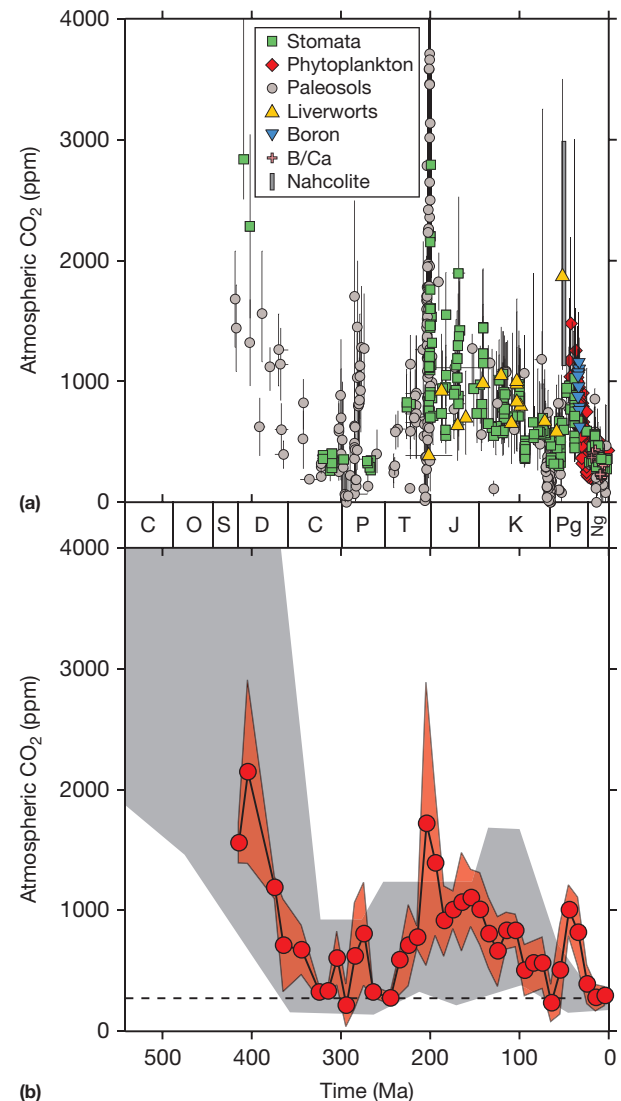 4000
3000
2000
1000
0
Atmospheric CO₂ (ppm)
Stomata
Phytoplankton
Paleosols
Liverworts
Boron
B/Ca
Nahcolite
(a)
C O S D C P T J K Pg Ng
4000
3000
2000
1000
0
Atmospheric CO₂ (ppm)
500 400 300 200 100 0
Time (Ma)
(b)